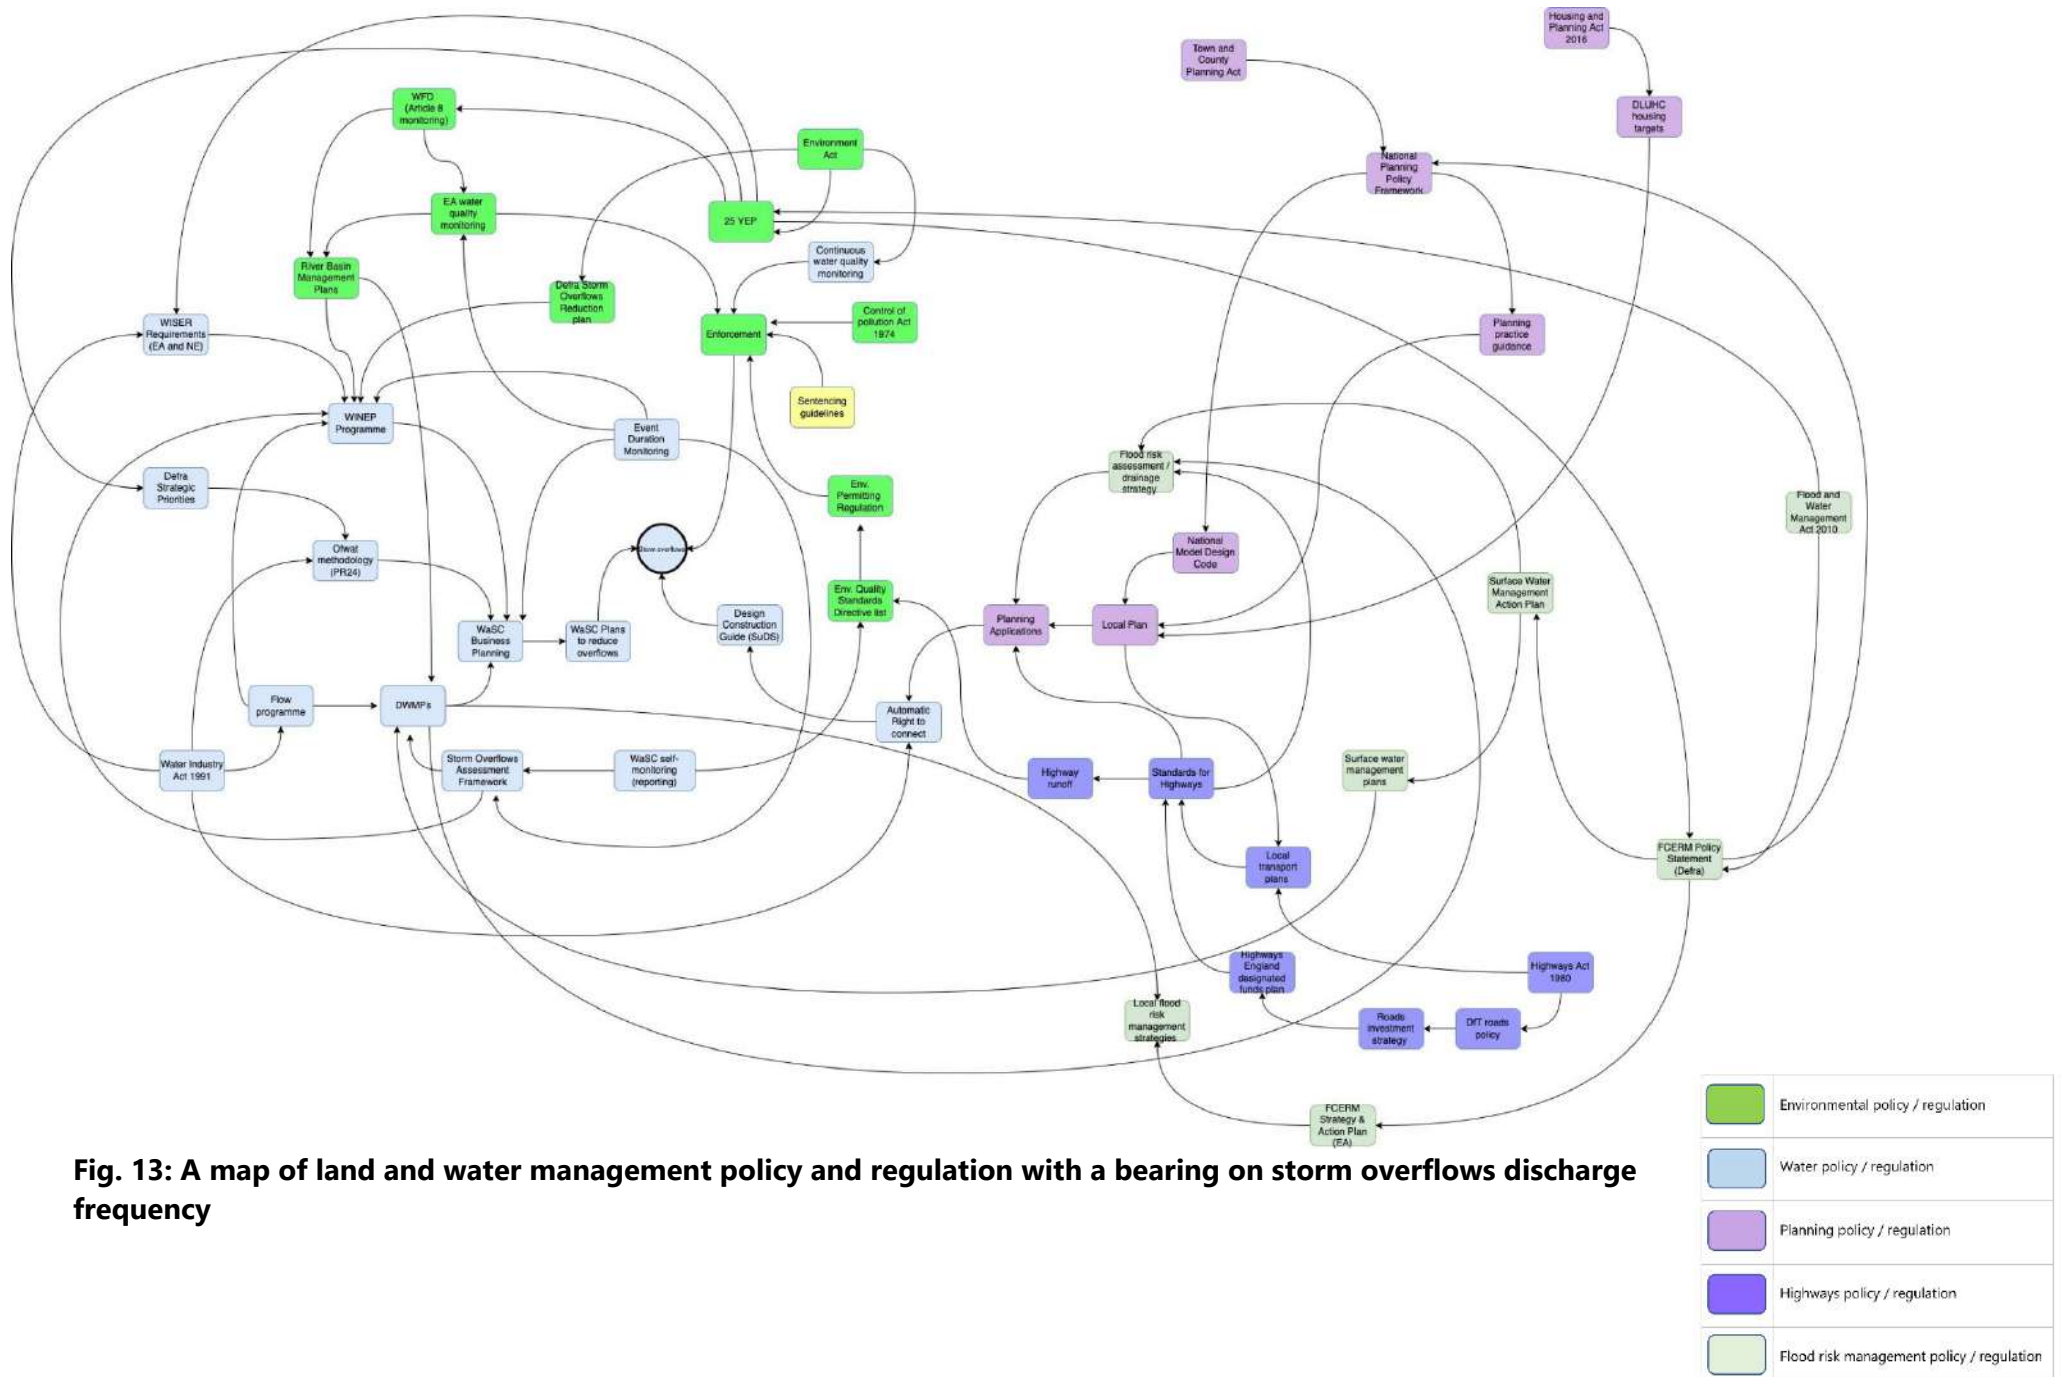 Housing and
Planning Act
2016
Town and
County
Planning Act
WFD
(Article 8
monitoring)
DLUHC
housing
targets
Environment
Act
National
Planning
Policy
Framework
EA water
quality
monitoring
25 YEP
Continuous
water quality
monitoring
River Basin
Management
Plans
Defra Storm
Overflows
Reduction
plan
Control of
pollution Act
1974
WISER
Requirements
(EA and NE)
Enforcement
Planning
practice
guidance
Sentencing
guidelines
WINEP
Programme
Event
Duration
Monitoring
Flood risk
assessment /
drainage
strategy
Defra
Strategic
Priorities
Env.
Permitting
Regulation
Flood and
Water
Management
Act 2010
Ofwat
methodology
(PR24)
Storm overflows
National
Model Design
Code
Surface Water
Management
Action Plan
Env. Quality
Standards
Directive list
WaSC
Business
Planning
WaSC Plans
to reduce
overflows
Design
Construction
Guide (SuDS)
Planning
Applications
Local Plan
Flow
programme
DWMPs
Automatic
Right to
connect
Water Industry
Act 1991
Storm Overflows
Assessment
Framework
WaSC self-
monitoring
(reporting)
Highway
runoff
Standards for
Highways
Surface water
management
plans
Local
transport
plans
FCERM Policy
Statement
(Defra)
Highways
England
designated
funds plan
Highways Act
1980
Local flood
risk
management
strategies
Roads
investment
strategy
DfT roads
policy
FCERM
Strategy &
Action Plan
(EA)
Fig. 13: A map of land and water management policy and regulation with a bearing on storm overflows discharge
frequency
Environmental policy / regulation
Water policy / regulation
Planning policy / regulation
Highways policy / regulation
Flood risk management policy / regulation